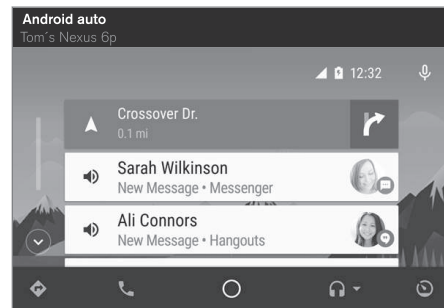 Android auto
Tom´s Nexus 6p
12:32
Crossover Dr.
0.1 mi
Sarah Wilkinson
New Message • Messenger
Ali Connors
New Message • Hangouts